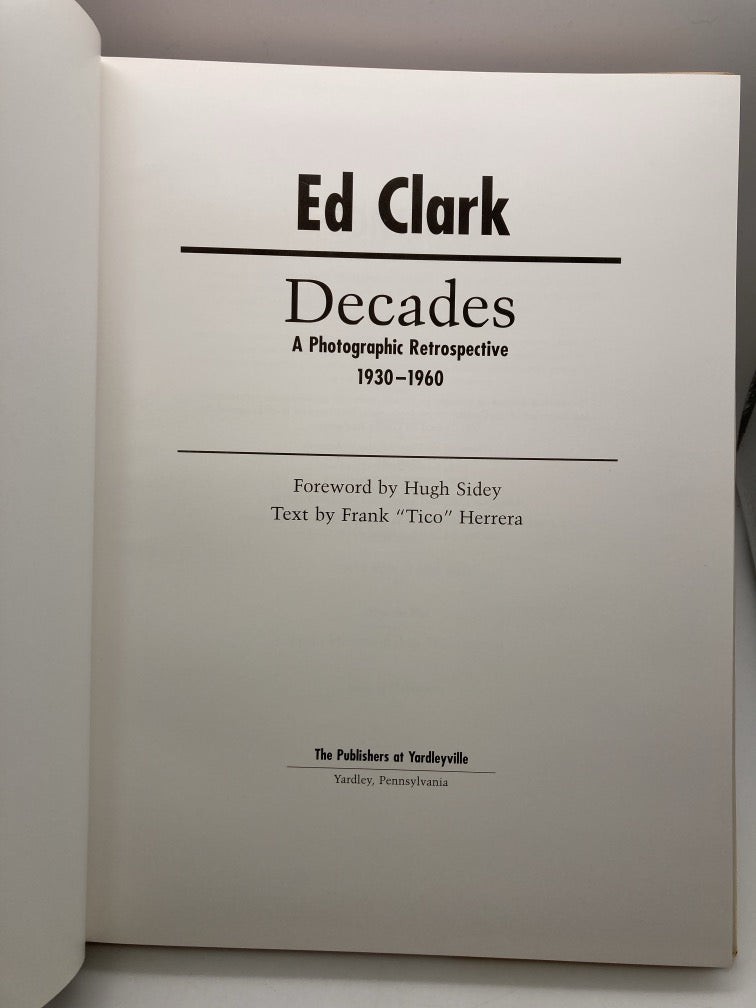 Ed Clark
Decades
A Photographic Retrospective
1930–1960
Foreword by Hugh Sidey
Text by Frank “Tico” Herrera
The Publishers at Yardleyville
Yardley, Pennsylvania